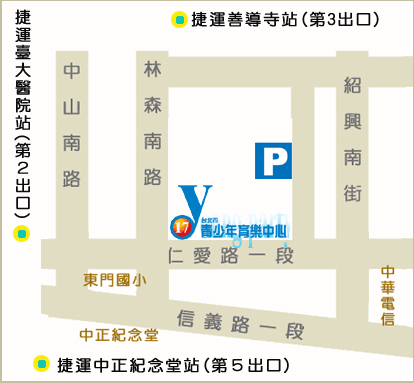 捷運善導寺站(第3出口)
捷運臺大醫院站(第2出口)
中山南路
林森南路
紹興南街
P
y
17
台北市
青少年育樂中心
仁愛路一段
東門國小
中華電信
信義路一段
中正紀念堂
捷運中正紀念堂站(第5出口)